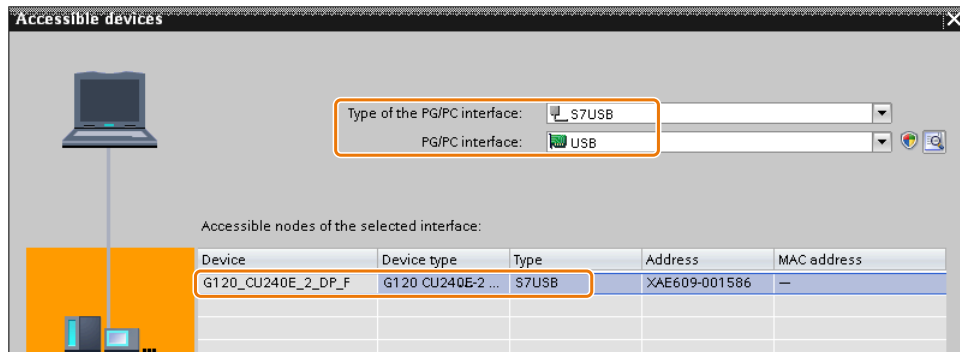 Accessible devices
Type of the PG/PC interface: S7USB
PG/PC interface: USB
Accessible nodes of the selected interface:
Device Device type Type Address MAC address
G120_CU240E_2_DP_F G120 CU240E-2 ... S7USB XAE609-001586 —